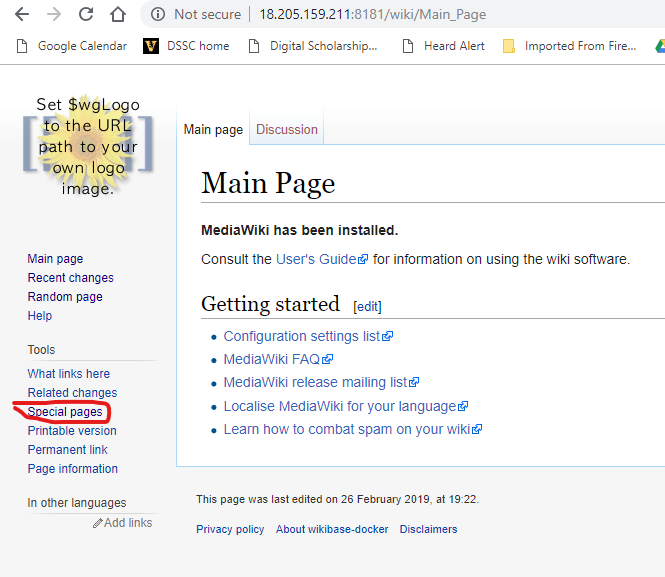 Not secure | 18.205.159.211:8181/wiki/Main_Page
Google Calendar V DSSC home Digital Scholarship... Heard Alert Imported From Fire...
Set $wgLogo
to the URL
path to your
own logo
image.
Main page Discussion
Main Page
MediaWiki has been installed.
Consult the User's Guide for information on using the wiki software.
Getting started [edit]
• Configuration settings list
• MediaWiki FAQ
• MediaWiki release mailing list
• Localise MediaWiki for your language
• Learn how to combat spam on your wiki
Main page
Recent changes
Random page
Help
Tools
What links here
Related changes
Special pages
Printable version
Permanent link
Page information
In other languages
Add links
This page was last edited on 26 February 2019, at 19:22.
Privacy policy About wikibase-docker Disclaimers